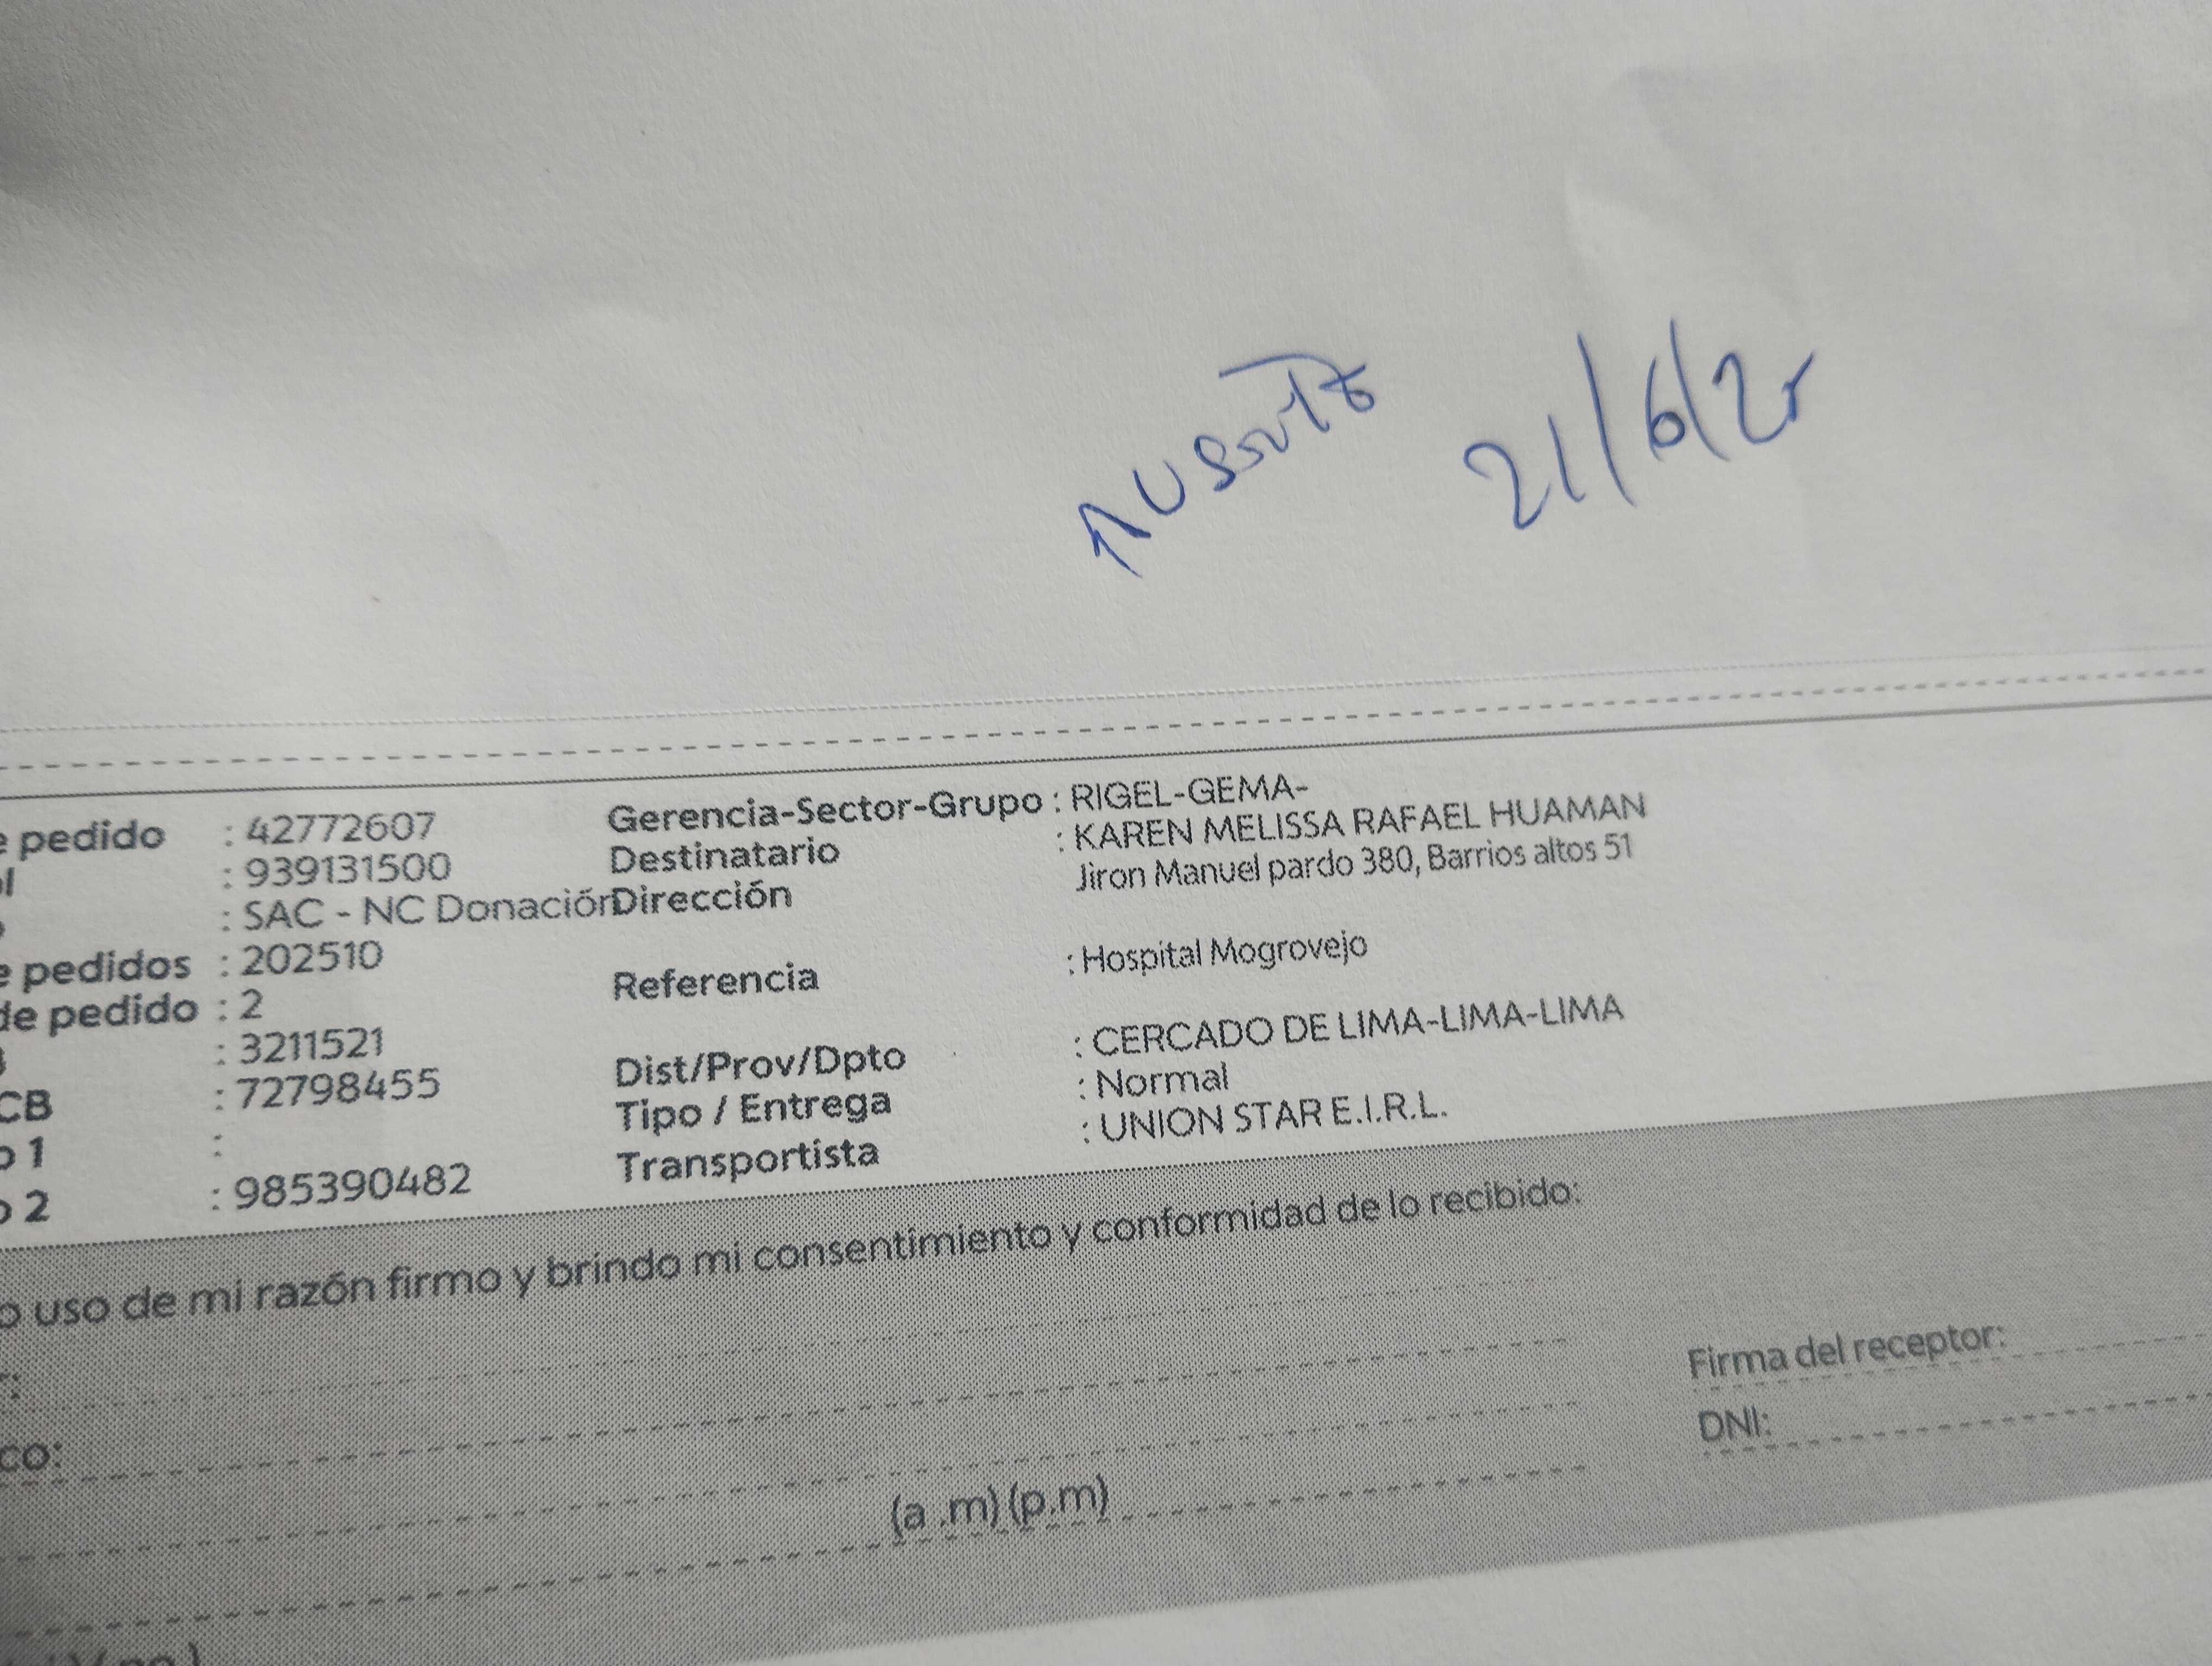 AUSENTE 21/6/25
e pedido : 42772607 Gerencia-Sector-Grupo : RIGEL-GEMA-
ol : 939131500 Destinatario : KAREN MELISSA RAFAEL HUAMAN
: SAC - NC Donación Dirección Jiron Manuel pardo 380, Barrios altos 51
e pedidos : 202510
de pedido : 2 Referencia : Hospital Mogrovejo
: 3211521
CB : 72798455 Dist/Prov/Dpto : CERCADO DE LIMA-LIMA-LIMA
o 1 : Tipo / Entrega : Normal
o 2 : 985390482 Transportista : UNION STAR E.I.R.L.
o uso de mi razón firmo y brindo mi consentimiento y conformidad de lo recibido:
r:
Firma del receptor:
co:
DNI:
(a .m) (p.m)